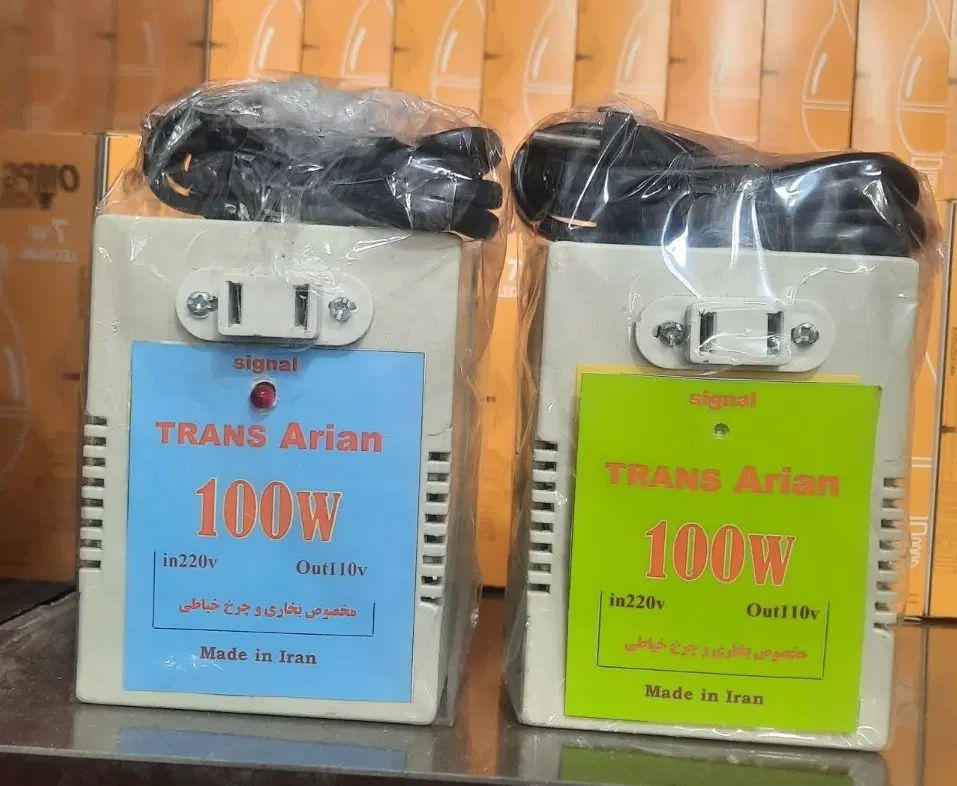 signal
TRANS Arian
100W
in220v
Out110v
مخصوص بخاری و چرخ خیاطی
Made in Iran
signal
TRANS Arian
100W
in220v
Out110v
مخصوص بخاری و چرخ خیاطی
Made in Iran